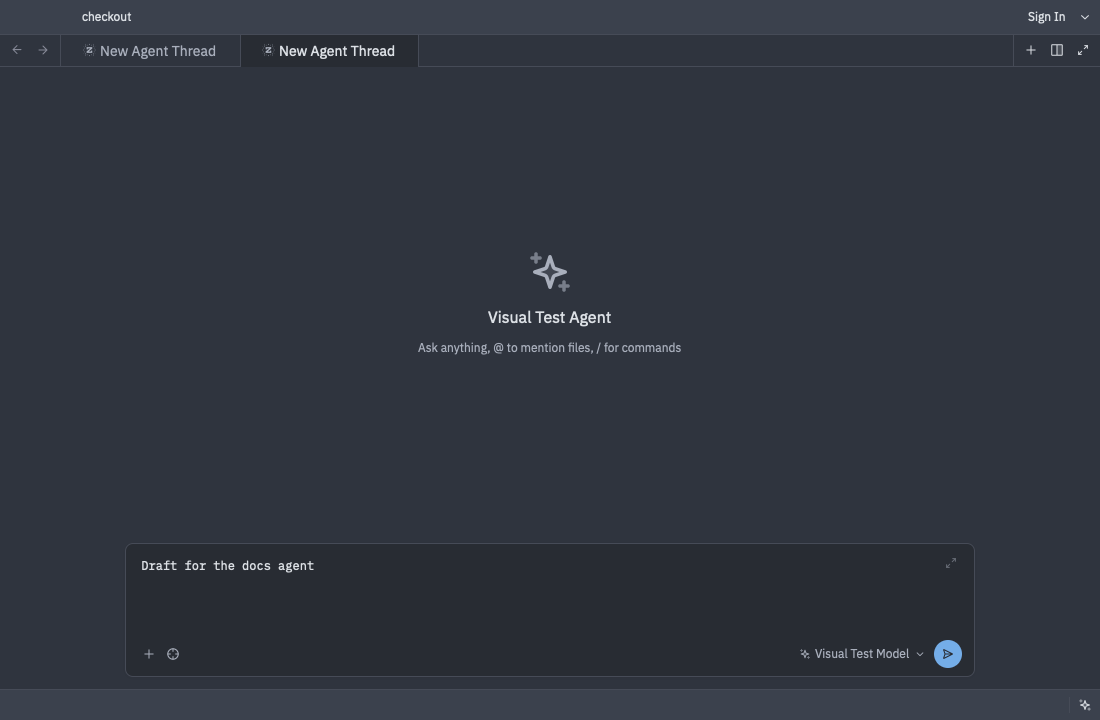 checkout
Sign In
New Agent Thread
New Agent Thread
Visual Test Agent
Ask anything, @ to mention files, / for commands
Draft for the docs agent
Visual Test Model